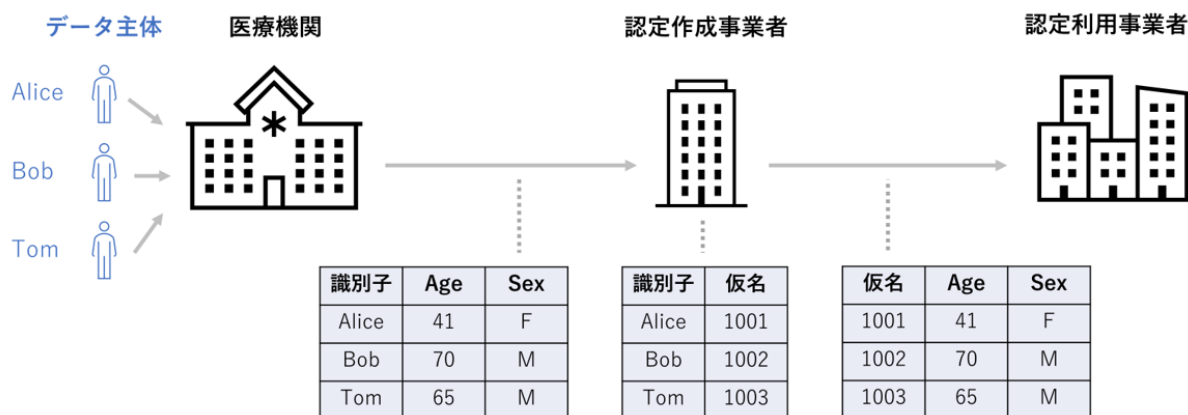 データ主体
医療機関
認定作成事業者
認定利用事業者
Alice
Bob
Tom
識別子 Age Sex
Alice 41 F
Bob 70 M
Tom 65 M
識別子 仮名
Alice 1001
Bob 1002
Tom 1003
仮名 Age Sex
1001 41 F
1002 70 M
1003 65 M